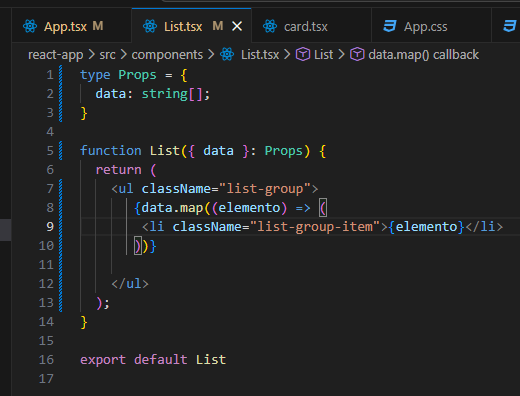 App.tsx M List.tsx M card.tsx App.css
react-app > src > components > List.tsx > List > data.map() callback
1 type Props = {
2   data: string[];
3 }
4
5 function List({ data }: Props) {
6   return (
7     <ul className="list-group">
8        {data.map((elemento) => (
9         <li className="list-group-item">{elemento}</li>
10        ))}
11
12     </ul>
13   );
14 }
15
16 export default List
17